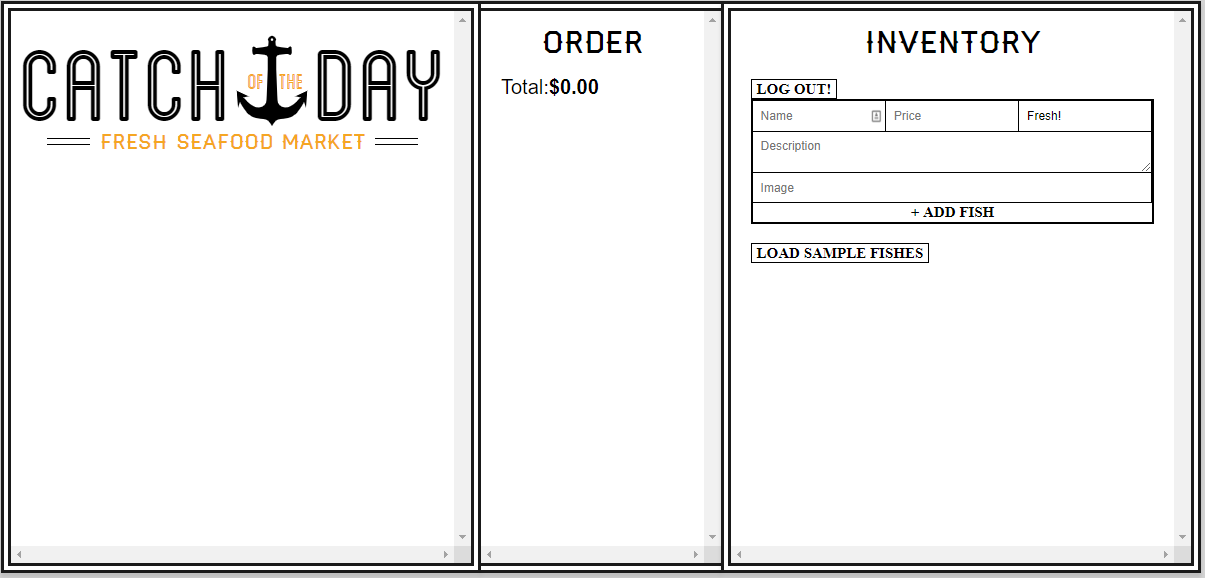 CATCH OF THE DAY
FRESH SEAFOOD MARKET
ORDER
Total:$0.00
INVENTORY
LOG OUT!
Name Price Fresh!
Description
Image
+ ADD FISH
LOAD SAMPLE FISHES